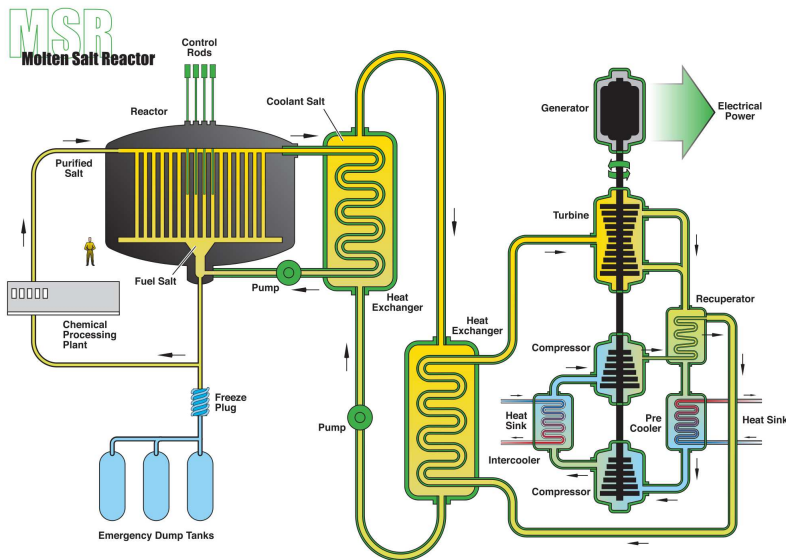 MSR
Molten Salt Reactor
Control
Rods
Reactor
Coolant Salt
Purified
Salt
Fuel Salt
Pump
Heat
Exchanger
Chemical
Processing
Plant
Freeze
Plug
Emergency Dump Tanks
Pump
Heat
Exchanger
Generator
Electrical
Power
Turbine
Recuperator
Compressor
Heat
Sink
Intercooler
Pre
Cooler
Heat Sink
Compressor